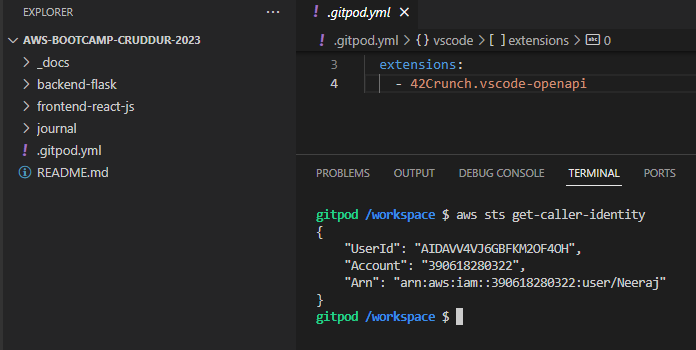 EXPLORER
AWS-BOOTCAMP-CRUDDUR-2023
_docs
backend-flask
frontend-react-js
journal
! .gitpod.yml
README.md
! .gitpod.yml ×
! .gitpod.yml > {} vscode > [ ] extensions > abc 0
3 extensions:
4 - 42Crunch.vscode-openapi
PROBLEMS OUTPUT DEBUG CONSOLE TERMINAL PORTS
gitpod /workspace $ aws sts get-caller-identity
{
"UserId": "AIDAVV4VJ6GBFKM2OF4OH",
"Account": "390618280322",
"Arn": "arn:aws:iam::390618280322:user/Neeraj"
}
gitpod /workspace $